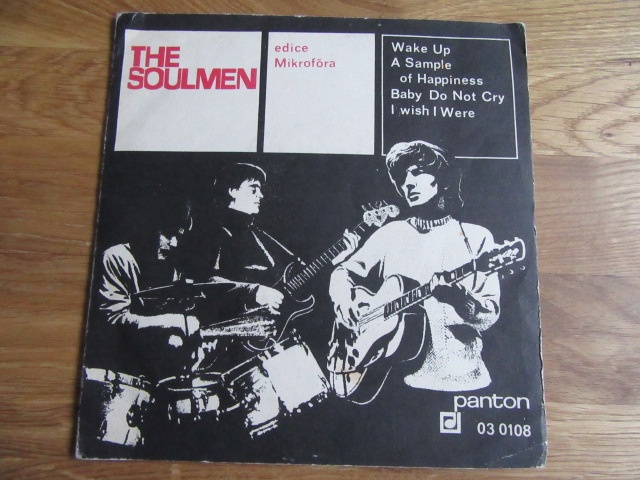 THE
SOULMEN
edice
Mikrofóra
Wake Up
A Sample
of Happiness
Baby Do Not Cry
I wish I Were
panton
03 0108